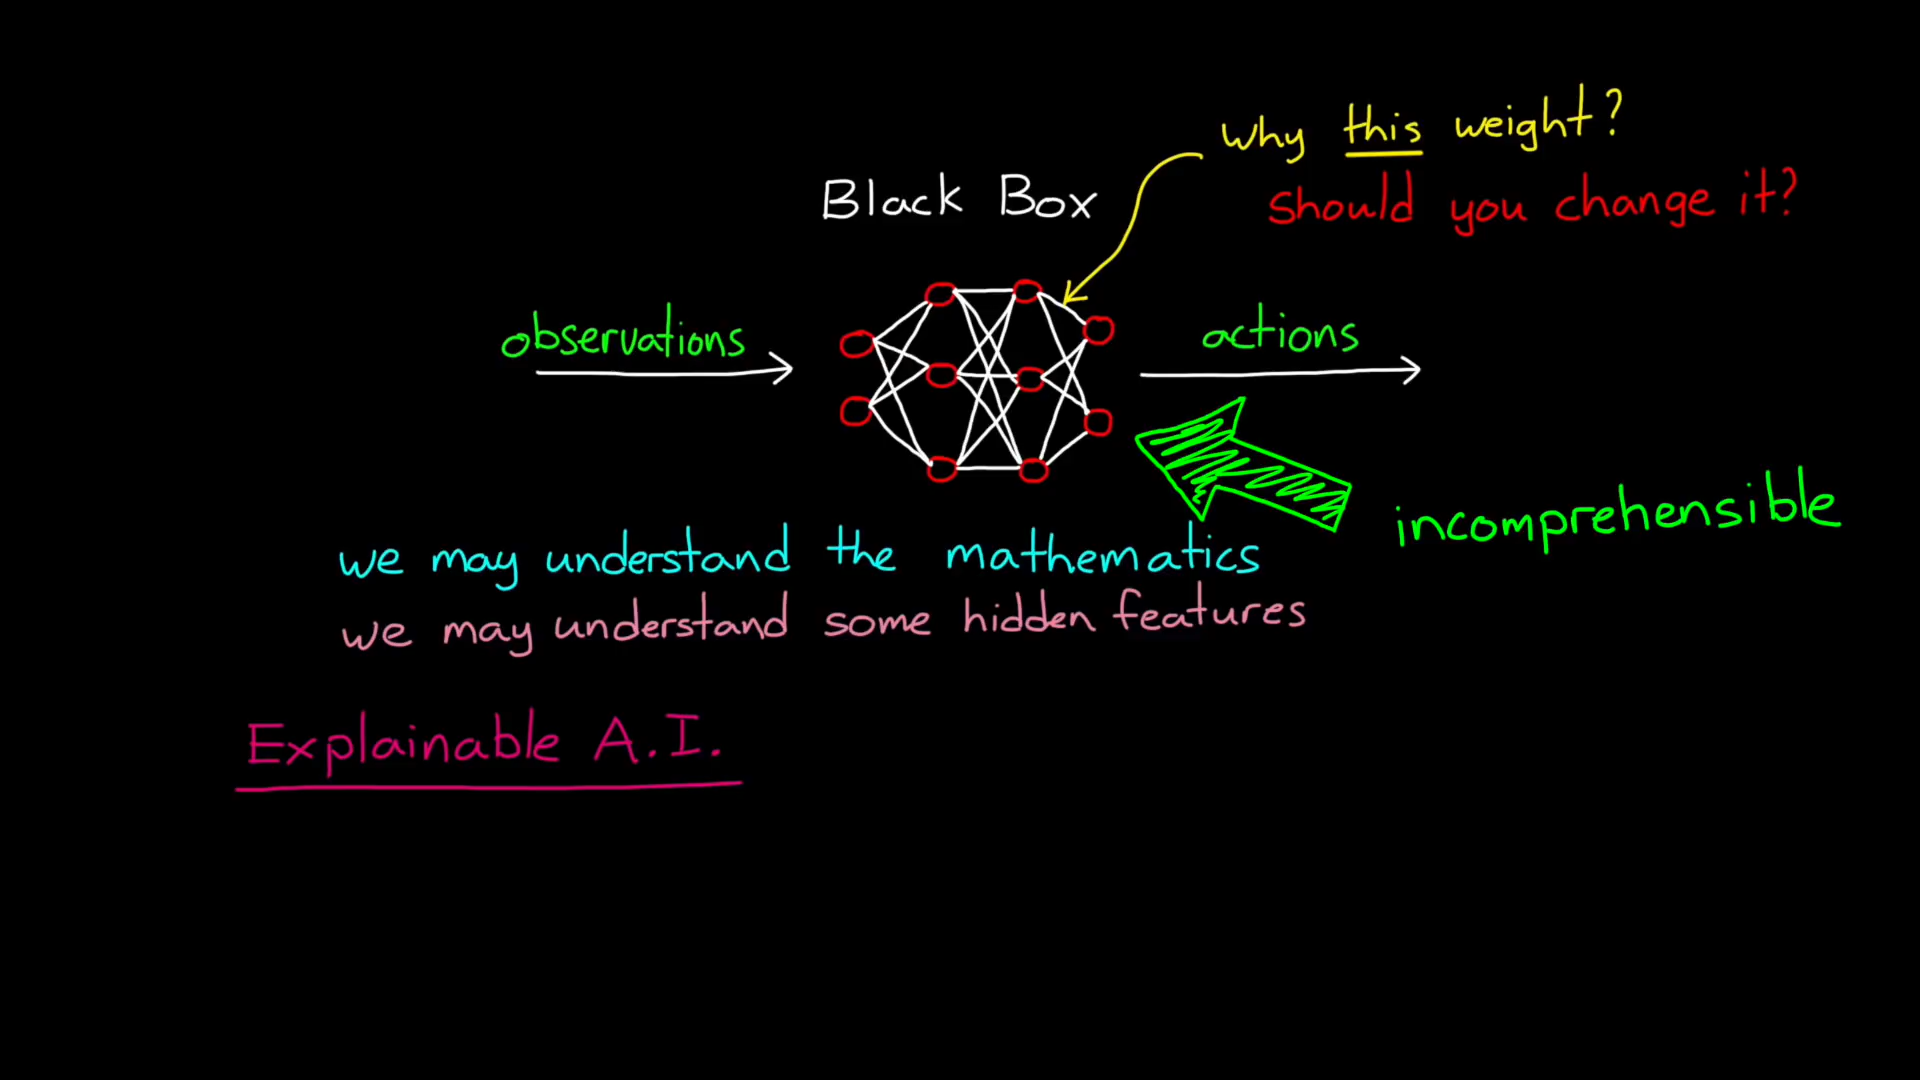 why this weight?
Black Box
should you change it?
observations
actions
incomprehensible
we may understand the mathematics
we may understand some hidden features
Explainable A.I.